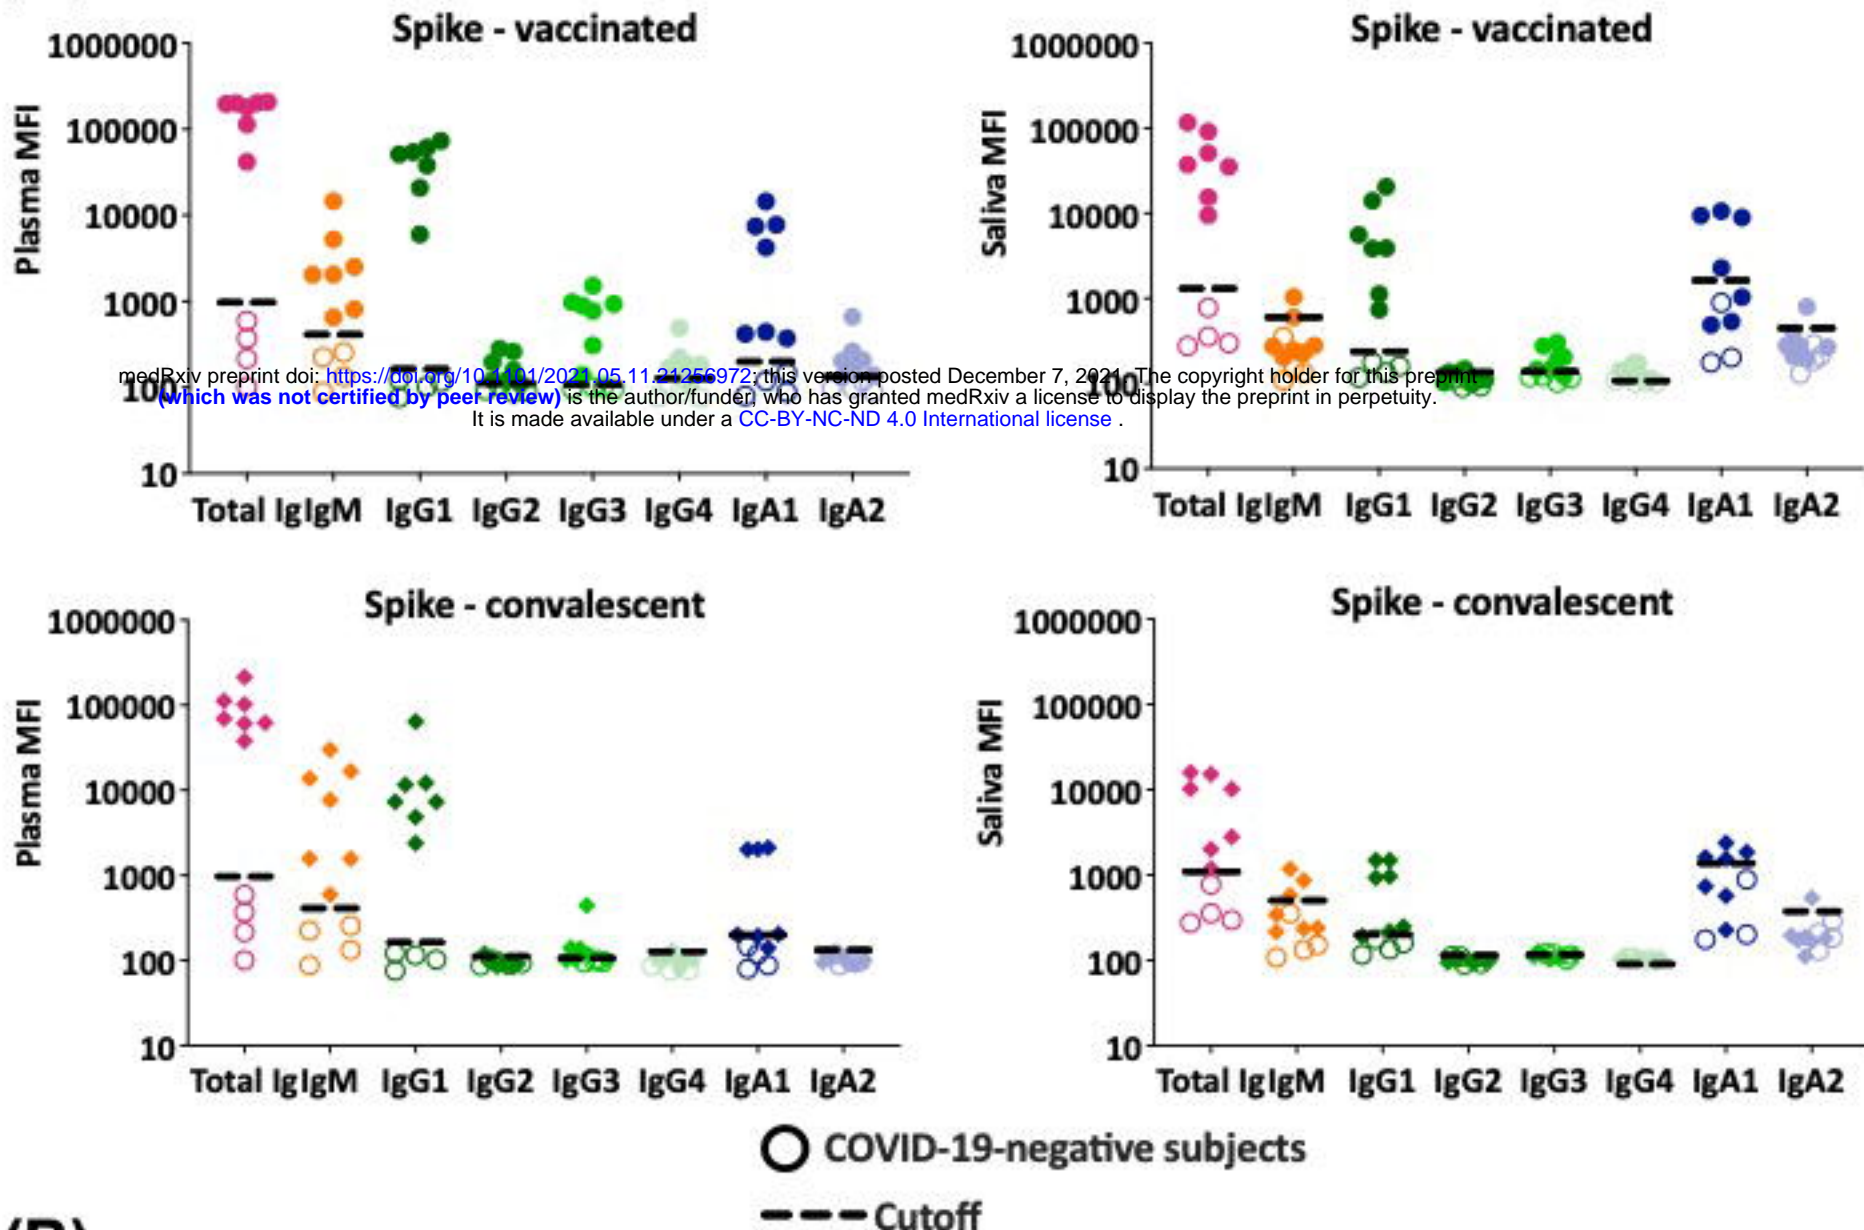 Spike - vaccinated
Plasma MFI
1000000
100000
10000
1000
100
10
Total Ig IgM IgG1 IgG2 IgG3 IgG4 IgA1 IgA2
Spike - vaccinated
Saliva MFI
1000000
100000
10000
1000
100
10
Total Ig IgM IgG1 IgG2 IgG3 IgG4 IgA1 IgA2
medRxiv preprint doi: https://doi.org/10.1101/2021.05.11.21256972; this version posted December 7, 2021. The copyright holder for this preprint
(which was not certified by peer review) is the author/funder, who has granted medRxiv a license to display the preprint in perpetuity.
It is made available under a CC-BY-NC-ND 4.0 International license .
Spike - convalescent
Plasma MFI
1000000
100000
10000
1000
100
10
Total Ig IgM IgG1 IgG2 IgG3 IgG4 IgA1 IgA2
Spike - convalescent
Saliva MFI
1000000
100000
10000
1000
100
10
Total Ig IgM IgG1 IgG2 IgG3 IgG4 IgA1 IgA2
COVID-19-negative subjects
Cutoff
(B)